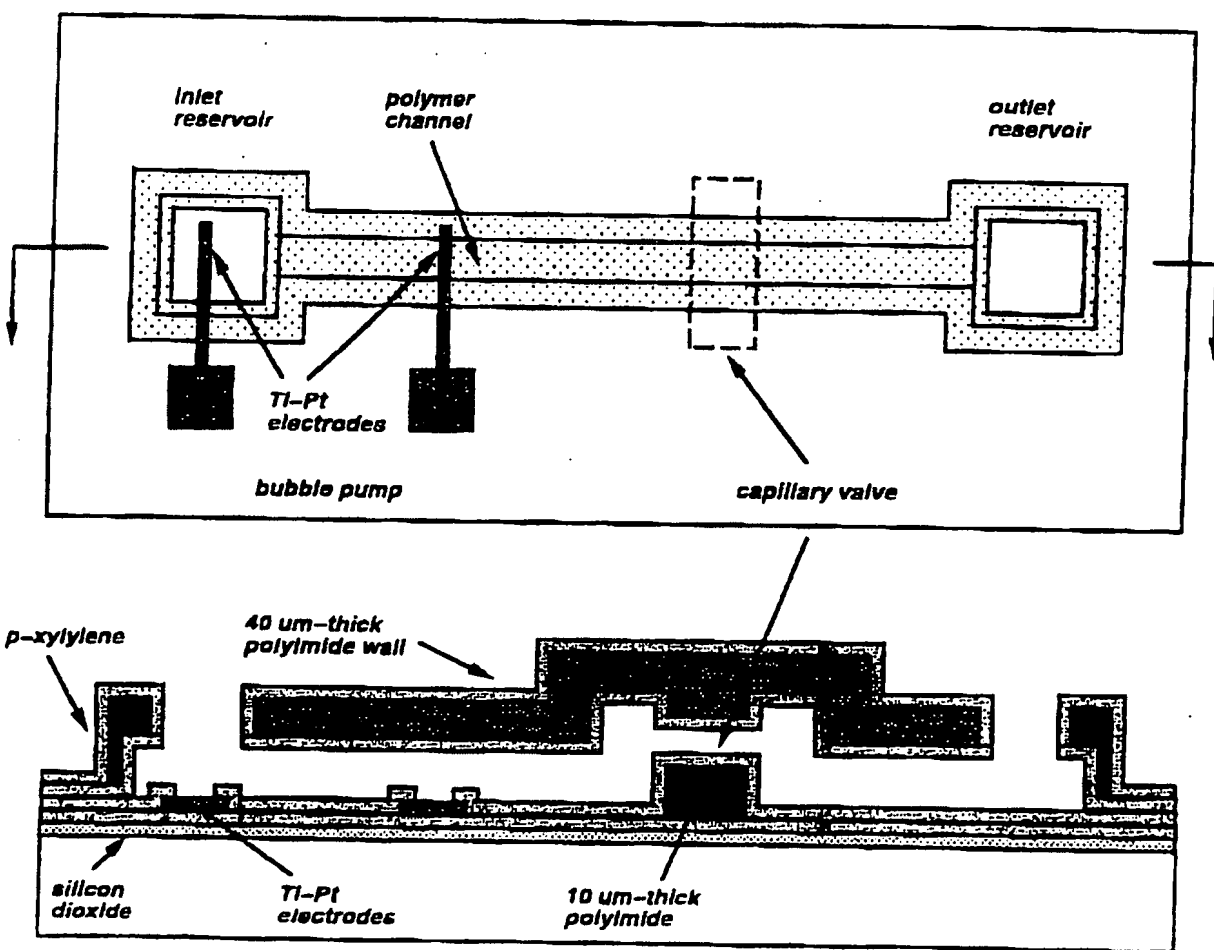 inlet
reservoir
polymer
channel
outlet
reservoir
Ti-Pt
electrodes
bubble pump
capillary valve
p-xylylene
40 um-thick
polyimide wall
silicon
dioxide
Ti-Pt
electrodes
10 um-thick
polyimide